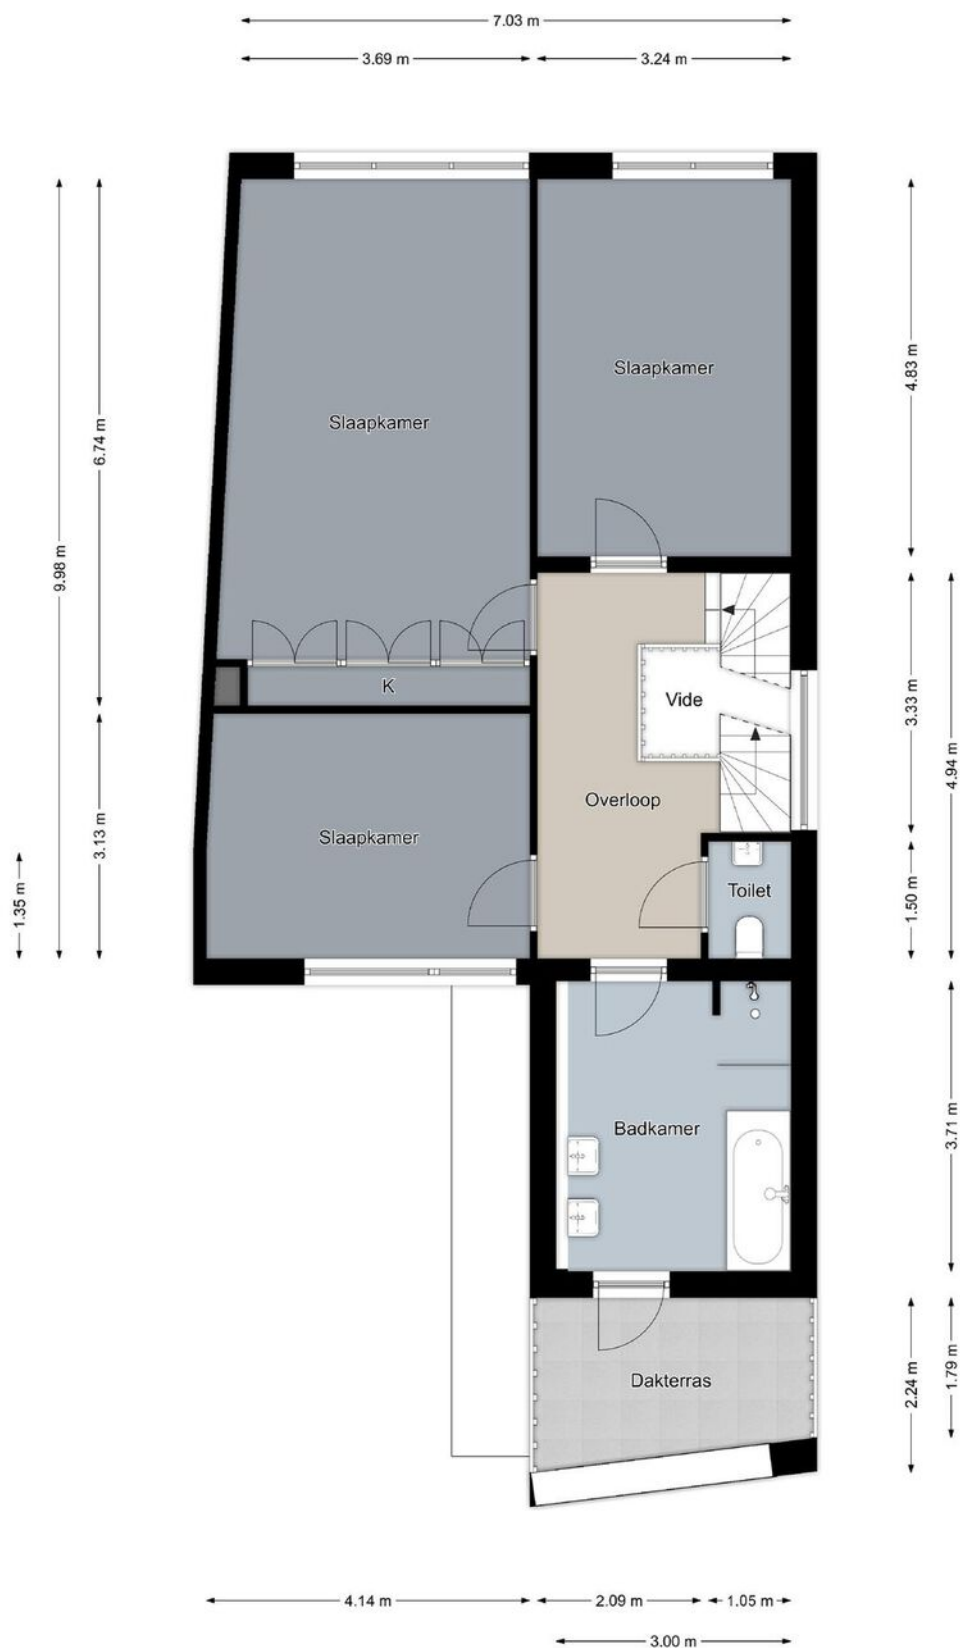 7.03 m
3.69 m
3.24 m
9.98 m
6.74 m
3.13 m
1.35 m
4.83 m
3.33 m
4.94 m
1.50 m
3.71 m
2.24 m
1.79 m
Slaapkamer
Slaapkamer
K
Vide
Overloop
Slaapkamer
Toilet
Badkamer
Dakterras
4.14 m
2.09 m
1.05 m
3.00 m